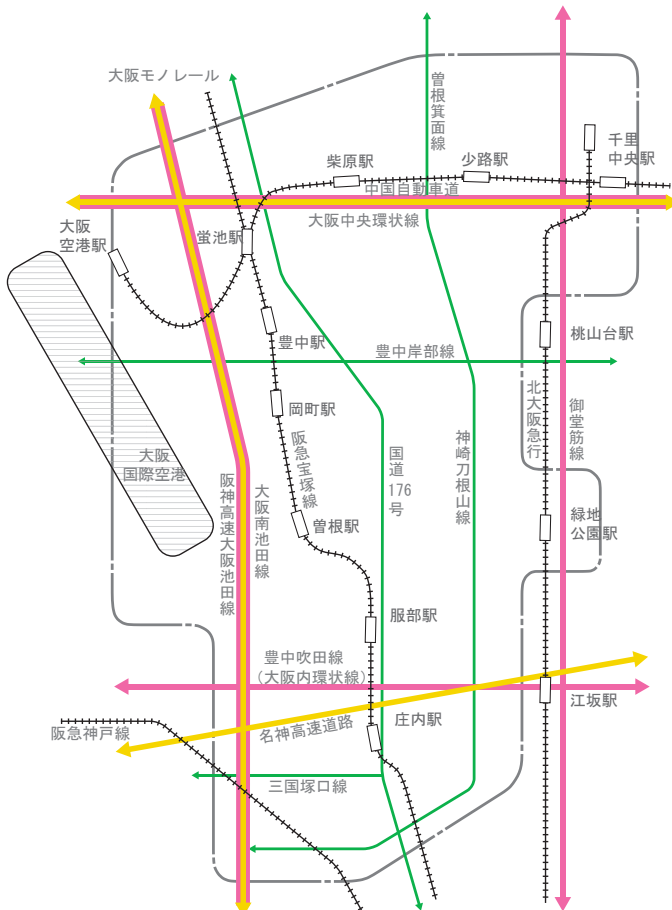 大阪モノレール
曽根箕面線
千里
中央駅
柴原駅
少路駅
中国自動車道
大阪中央環状線
大阪
空港駅
蛍池駅
豊中駅
豊中岸部線
桃山台駅
北大阪急行
御堂筋線
岡町駅
阪急宝塚線
国道176号
神崎刀根山線
大阪
国際空港
阪神高速大阪池田線
大阪南池田線
曽根駅
緑地
公園駅
服部駅
豊中吹田線
（大阪内環状線）
江坂駅
庄内駅
名神高速道路
阪急神戸線
三国塚口線